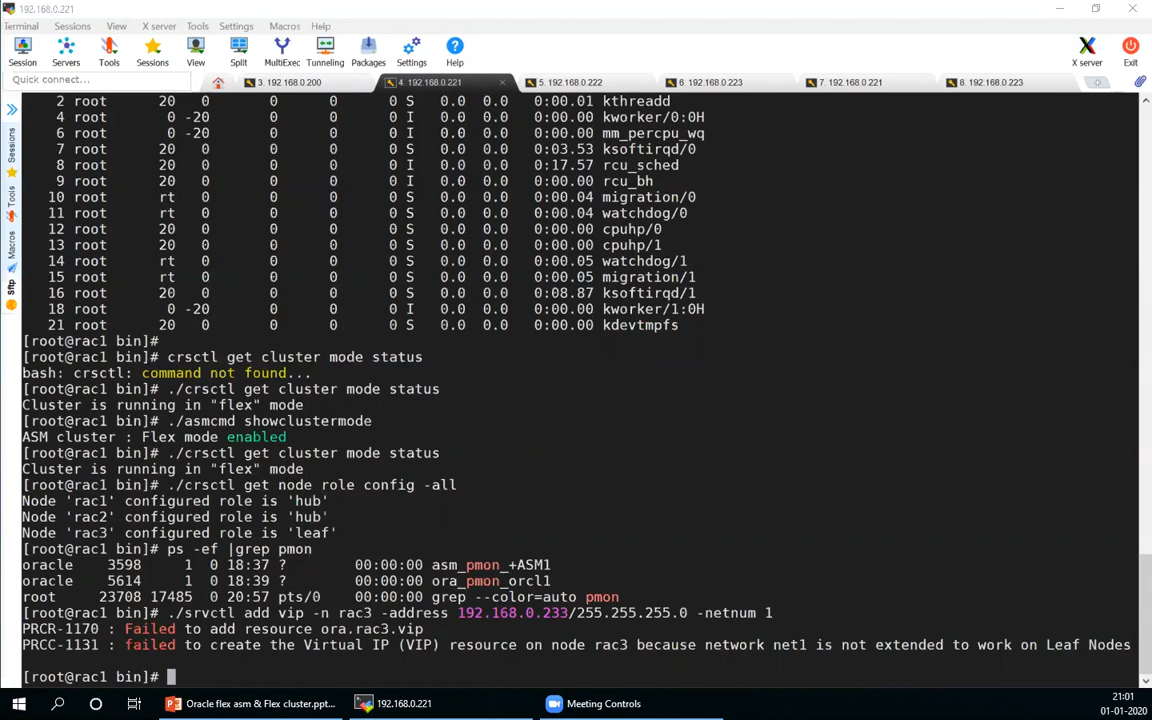 192.168.0.221
Terminal Sessions View X server Tools Settings Macros Help
Session Servers Tools Sessions View Split MultiExec Tunneling Packages Settings Help X server Exit
Quick connect...
3. 192.168.0.200 4. 192.168.0.221 5. 192.168.0.222 6. 192.168.0.223 7. 192.168.0.221 8. 192.168.0.223
Sessions
Tools
Macros
Sftp
2 root 20 0 0 0 0 S 0.0 0.0 0:00.01 kthreadd
4 root 0 -20 0 0 0 I 0.0 0.0 0:00.00 kworker/0:0H
6 root 0 -20 0 0 0 I 0.0 0.0 0:00.00 mm_percpu_wq
7 root 20 0 0 0 0 S 0.0 0.0 0:03.53 ksoftirqd/0
8 root 20 0 0 0 0 I 0.0 0.0 0:17.57 rcu_sched
9 root 20 0 0 0 0 I 0.0 0.0 0:00.00 rcu_bh
10 root rt 0 0 0 0 S 0.0 0.0 0:00.04 migration/0
11 root rt 0 0 0 0 S 0.0 0.0 0:00.04 watchdog/0
12 root 20 0 0 0 0 S 0.0 0.0 0:00.00 cpuhp/0
13 root 20 0 0 0 0 S 0.0 0.0 0:00.00 cpuhp/1
14 root rt 0 0 0 0 S 0.0 0.0 0:00.05 watchdog/1
15 root rt 0 0 0 0 S 0.0 0.0 0:00.05 migration/1
16 root 20 0 0 0 0 S 0.0 0.0 0:08.87 ksoftirqd/1
18 root 0 -20 0 0 0 I 0.0 0.0 0:00.00 kworker/1:0H
21 root 20 0 0 0 0 S 0.0 0.0 0:00.00 kdevtmpfs
[root@rac1 bin]#
[root@rac1 bin]# crsctl get cluster mode status
bash: crsctl: command not found...
[root@rac1 bin]# ./crsctl get cluster mode status
Cluster is running in "flex" mode
[root@rac1 bin]# ./asmcmd showclustermode
ASM cluster : Flex mode enabled
[root@rac1 bin]# ./crsctl get cluster mode status
Cluster is running in "flex" mode
[root@rac1 bin]# ./crsctl get node role config -all
Node 'rac1' configured role is 'hub'
Node 'rac2' configured role is 'hub'
Node 'rac3' configured role is 'leaf'
[root@rac1 bin]# ps -ef |grep pmon
oracle 3598 1 0 18:37 ? 00:00:00 asm_pmon_+ASM1
oracle 5614 1 0 18:39 ? 00:00:00 ora_pmon_orcl1
root 23708 17485 0 20:57 pts/0 00:00:00 grep --color=auto pmon
[root@rac1 bin]# ./srvctl add vip -n rac3 -address 192.168.0.233/255.255.255.0 -netnum 1
PRCR-1170 : Failed to add resource ora.rac3.vip
PRCC-1131 : failed to create the Virtual IP (VIP) resource on node rac3 because network net1 is not extended to work on Leaf Nodes
[root@rac1 bin]#
Oracle flex asm & Flex cluster.ppt... 192.168.0.221 Meeting Controls
21:01
01-01-2020